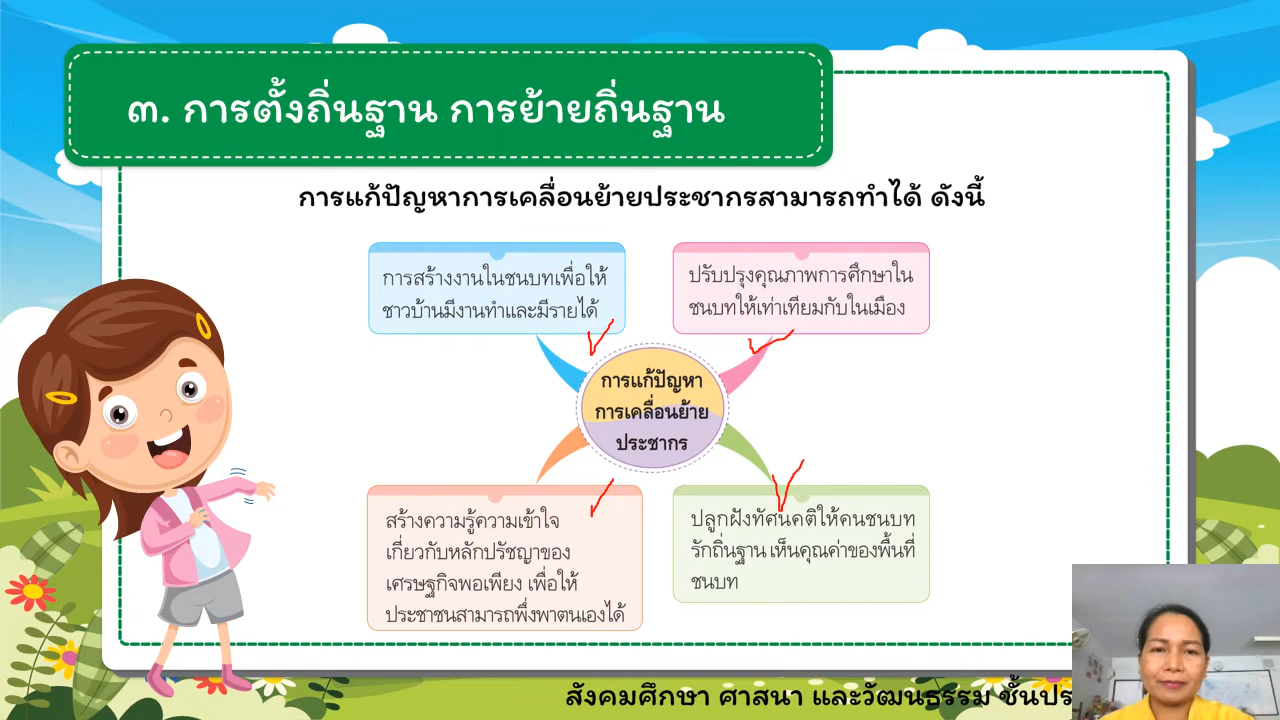 ๓. การตั้งถิ่นฐาน การย้ายถิ่นฐาน
การแก้ปัญหาการเคลื่อนย้ายประชากรสามารถทำได้ ดังนี้
การสร้างงานในชนบทเพื่อให้
ชาวบ้านมีงานทำและมีรายได้
ปรับปรุงคุณภาพการศึกษาใน
ชนบทให้เท่าเทียมกับในเมือง
การแก้ปัญหา
การเคลื่อนย้าย
ประชากร
สร้างความรู้ความเข้าใจ
เกี่ยวกับหลักปรัชญาของ
เศรษฐกิจพอเพียง เพื่อให้
ประชาชนสามารถพึ่งพาตนเองได้
ปลูกฝังทัศนคติให้คนชนบท
รักถิ่นฐาน เห็นคุณค่าของพื้นที่
ชนบท
สังคมศึกษา ศาสนา และวัฒนธรรม ชั้นประ